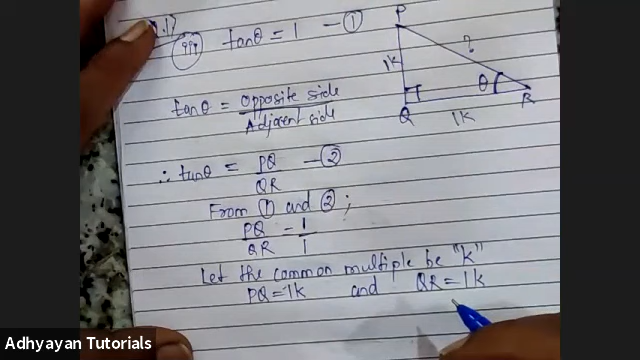 Q.1)
(iii) tanθ = 1 — ①
tanθ = Opposite side
Adjacent side
∴ tanθ = PQ — ②
QR
From ① and ② ;
PQ = 1
QR 1
Let the common multiple be "k"
PQ = 1k and QR = 1k
P
1k
?
θ
Q
1k
R
Adhyayan Tutorials